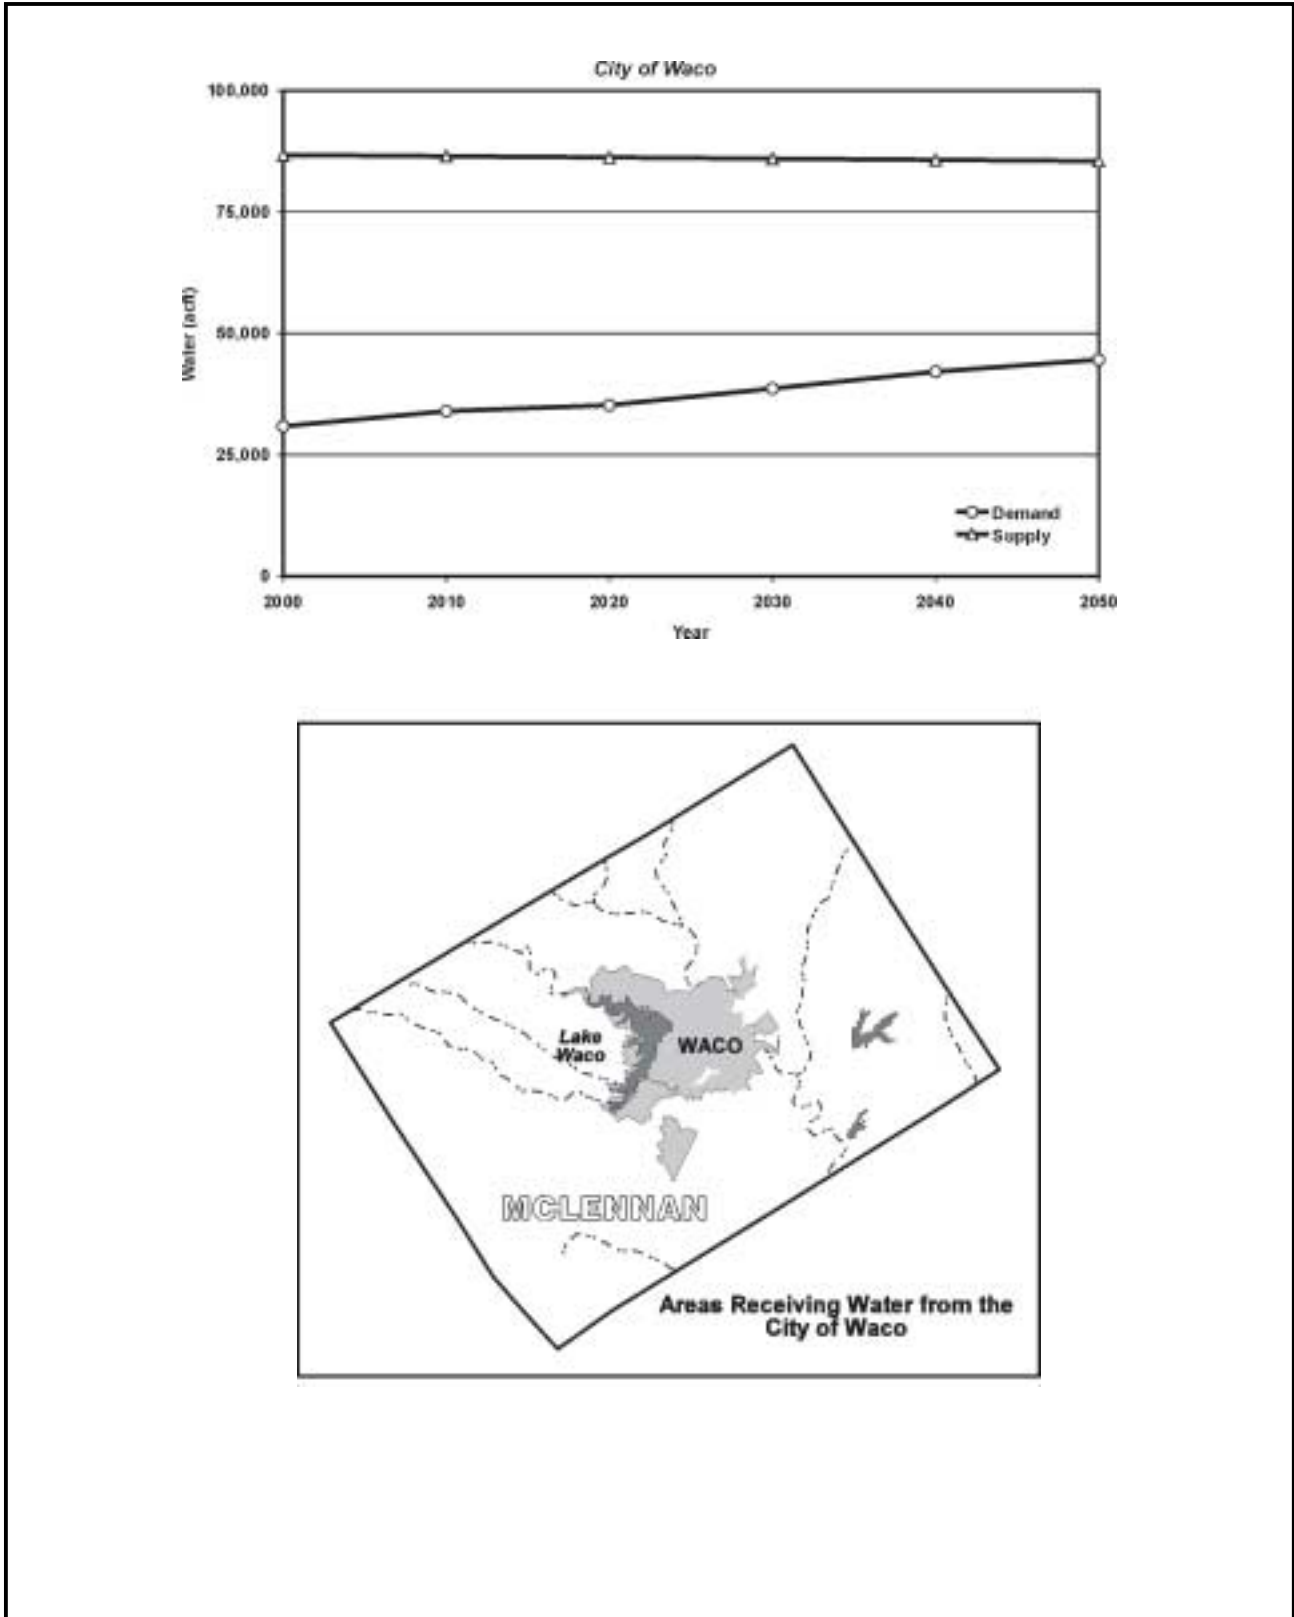 City of Waco
100,000
75,000
50,000
25,000
0
Water (acft)
Demand
Supply
2000 2010 2020 2030 2040 2050
Year
Lake
Waco
WACO
MCLENNAN
Areas Receiving Water from the
City of Waco